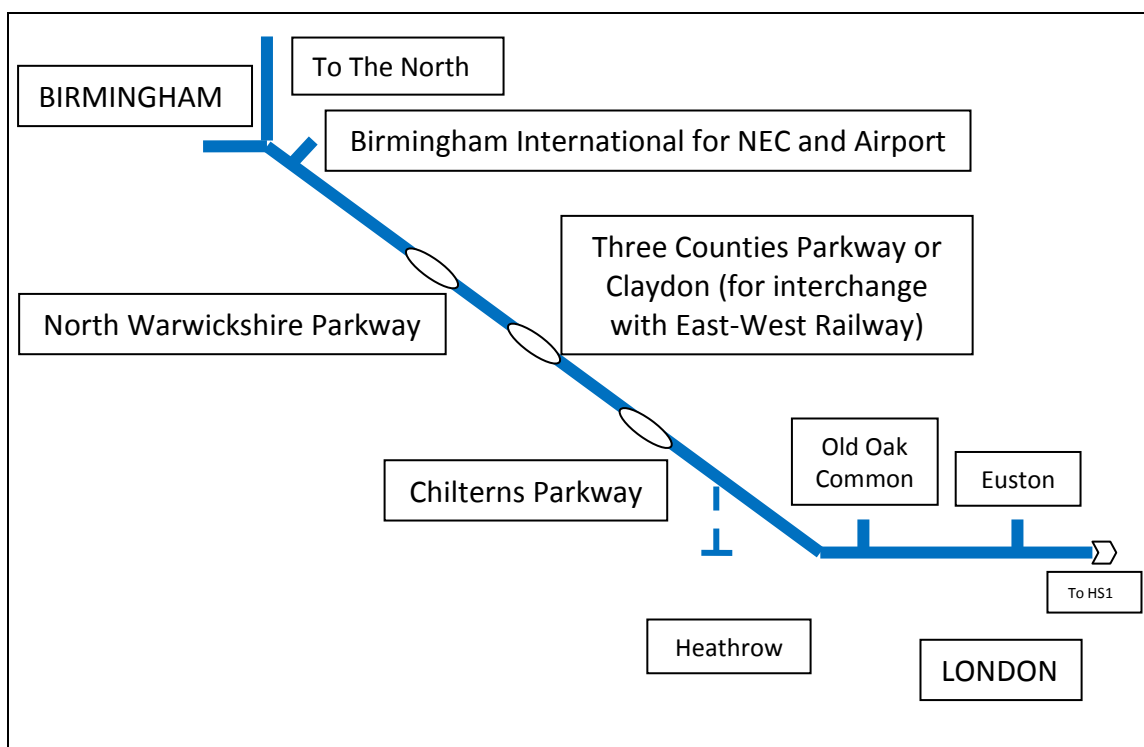 To The North
BIRMINGHAM
Birmingham International for NEC and Airport
Three Counties Parkway or
Claydon (for interchange
with East-West Railway)
North Warwickshire Parkway
Old Oak
Common
Euston
Chilterns Parkway
To HS1
Heathrow
LONDON